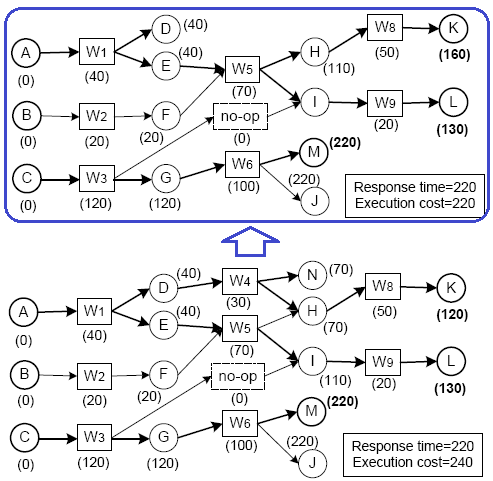 D (40)
W8 K
A W1 (40) H (50) (160)
(0) (40) E W5 (110)
(70)
B W2 F no-op I W9 L
(0) (20) (20) (0) (20) (130)
C W3 G W6 M (220)
(0) (120) (120) (100) (220)
J
Response time=220
Execution cost=220
D (40) W4 N (70)
A W1 (40) (30) H W8 K
(0) (40) E W5 (70) (50) (120)
(70)
B W2 F no-op I W9 L
(0) (20) (20) (0) (110) (20) (130)
C W3 G W6 M (220)
(0) (120) (120) (100) (220)
J
Response time=220
Execution cost=240